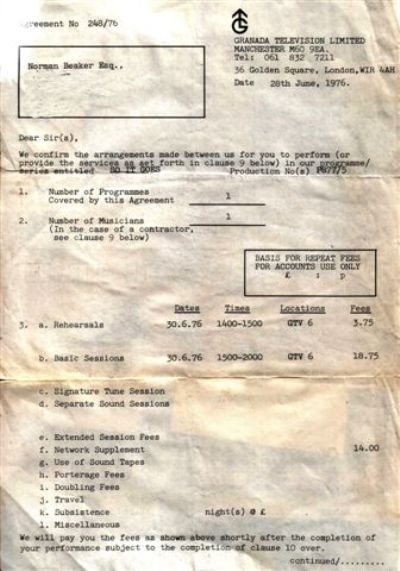 greement No 248/76
GRANADA TELEVISION LIMITED
MANCHESTER M60 9EA.
Tel: 061 832 7211
36 Golden Square, London,W1R 4AH
Date 28th June, 1976.
Norman Beaker Esq.,
Dear Sir(s),
We confirm the arrangements made between us for you to perform (or
provide the services as set forth in clause 9 below) in our programme/
series entitled SO IT GOES Production No(s) P877/5
1. Number of Programmes 1
Covered by this Agreement
2. Number of Musicians 1
(In the case of a contractor,
see clause 9 below)
BASIS FOR REPEAT FEES
FOR ACCOUNTS USE ONLY
£ : p
Dates Times Locations Fees
3. a. Rehearsals 30.6.76 1400-1500 GTV 6 3.75
b. Basic Sessions 30.6.76 1500-2000 GTV 6 18.75
c. Signature Tune Session
d. Separate Sound Sessions
e. Extended Session Fees
f. Network Supplement 14.00
g. Use of Sound Tapes
h. Porterage Fees
i. Doubling Fees
j. Travel
k. Subsistence night(s) @ £
l. Miscellaneous
We will pay you the fees as shown above shortly after the completion of
your performance subject to the completion of clause 10 over.
continued/.........